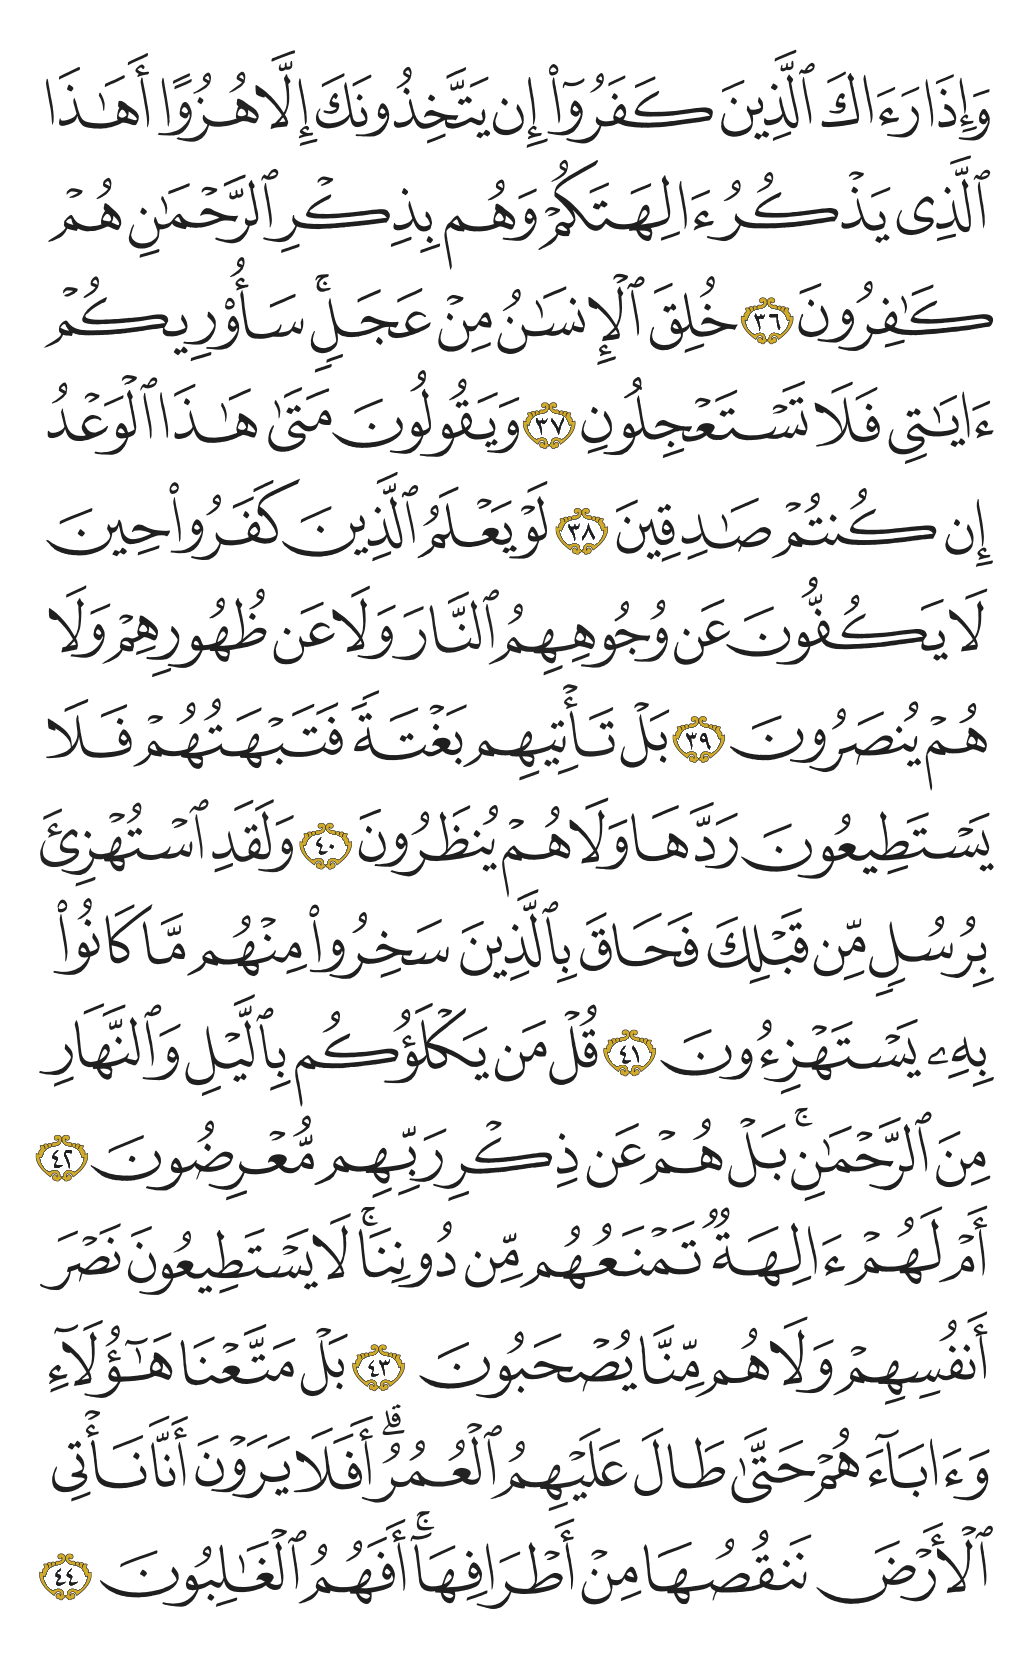 وَإِذَا رَءَاكَ ٱلَّذِينَ كَفَرُوٓا۟ إِن يَتَّخِذُونَكَ إِلَّا هُزُوًا أَهَـٰذَا
ٱلَّذِى يَذْكُرُ ءَالِهَتَكُمْ وَهُم بِذِكْرِ ٱلرَّحْمَـٰنِ هُمْ
كَـٰفِرُونَ ٣٦ خُلِقَ ٱلْإِنسَـٰنُ مِنْ عَجَلٍ ۚ سَأُو۟رِيكُمْ
ءَايَـٰتِى فَلَا تَسْتَعْجِلُونِ ٣٧ وَيَقُولُونَ مَتَىٰ هَـٰذَا ٱلْوَعْدُ
إِن كُنتُمْ صَـٰدِقِينَ ٣٨ لَوْ يَعْلَمُ ٱلَّذِينَ كَفَرُوا۟ حِينَ
لَا يَكُفُّونَ عَن وُجُوهِهِمُ ٱلنَّارَ وَلَا عَن ظُهُورِهِمْ وَلَا
هُمْ يُنصَرُونَ ٣٩ بَلْ تَأْتِيهِم بَغْتَةً فَتَبْهَتُهُمْ فَلَا
يَسْتَطِيعُونَ رَدَّهَا وَلَا هُمْ يُنظَرُونَ ٤٠ وَلَقَدِ ٱسْتُهْزِئَ
بِرُسُلٍ مِّن قَبْلِكَ فَحَاقَ بِٱلَّذِينَ سَخِرُوا۟ مِنْهُم مَّا كَانُوا۟
بِهِۦ يَسْتَهْزِءُونَ ٤١ قُلْ مَن يَكْلَؤُكُم بِٱلَّيْلِ وَٱلنَّهَارِ
مِنَ ٱلرَّحْمَـٰنِ ۚ بَلْ هُمْ عَن ذِكْرِ رَبِّهِم مُّعْرِضُونَ ٤٢
أَمْ لَهُمْ ءَالِهَةٌ تَمْنَعُهُم مِّن دُونِنَا ۚ لَا يَسْتَطِيعُونَ نَصْرَ
أَنفُسِهِمْ وَلَا هُم مِّنَّا يُصْحَبُونَ ٤٣ بَلْ مَتَّعْنَا هَـٰٓؤُلَآءِ
وَءَابَآءَهُمْ حَتَّىٰ طَالَ عَلَيْهِمُ ٱلْعُمُرُ ۗ أَفَلَا يَرَوْنَ أَنَّا نَأْتِى
ٱلْأَرْضَ نَنقُصُهَا مِنْ أَطْرَافِهَآ ۚ أَفَهُمُ ٱلْغَـٰلِبُونَ ٤٤